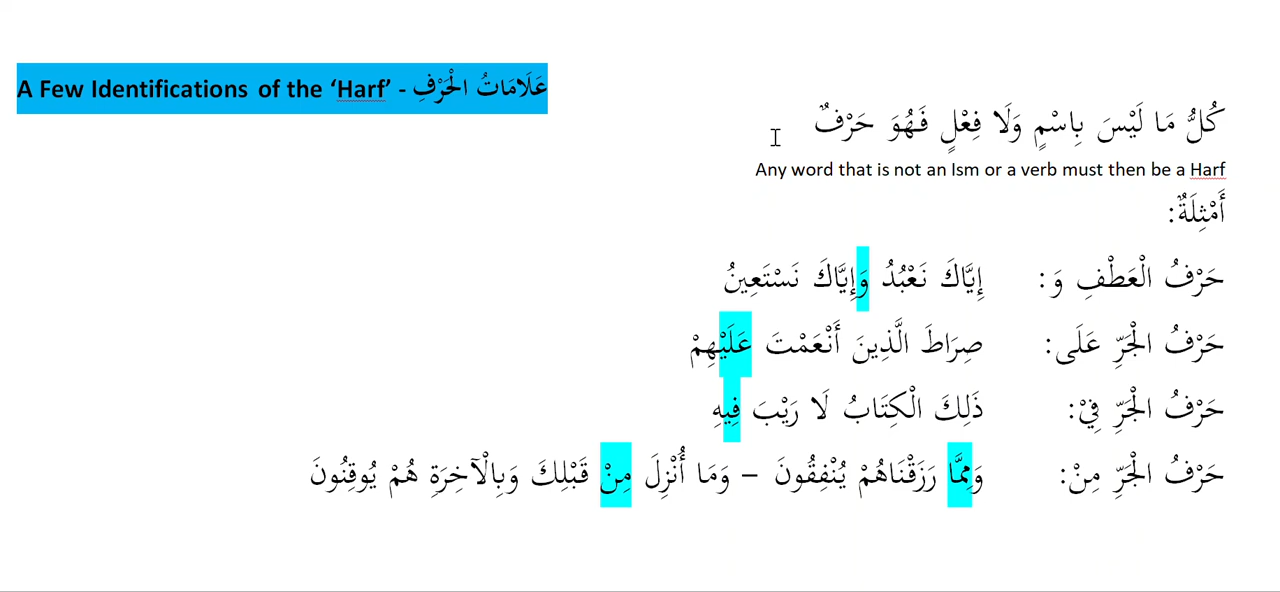 A Few Identifications of the ‘Harf’ - عَلَامَاتُ الْحَرْفِ
كُلُّ مَا لَيْسَ بِاسْمٍ وَلَا فِعْلٍ فَهُوَ حَرْفٌ
Any word that is not an Ism or a verb must then be a Harf
أَمْثِلَةٌ:
حَرْفُ الْعَطْفِ وَ: إِيَّاكَ نَعْبُدُ وَإِيَّاكَ نَسْتَعِينُ
حَرْفُ الْجَرِّ عَلَى: صِرَاطَ الَّذِينَ أَنْعَمْتَ عَلَيْهِمْ
حَرْفُ الْجَرِّ فِيْ: ذَلِكَ الْكِتَابُ لَا رَيْبَ فِيهِ
حَرْفُ الْجَرِّ مِنْ: وَمِمَّا رَزَقْنَاهُمْ يُنْفِقُونَ – وَمَا أُنْزِلَ مِنْ قَبْلِكَ وَبِالْآخِرَةِ هُمْ يُوقِنُونَ